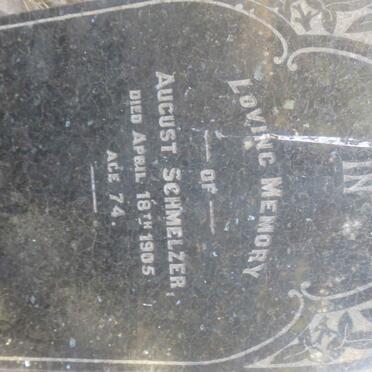 IN
LOVING MEMORY
OF
AUGUST SCHMELZER
DIED APRIL 18TH 1905
AGE 74.